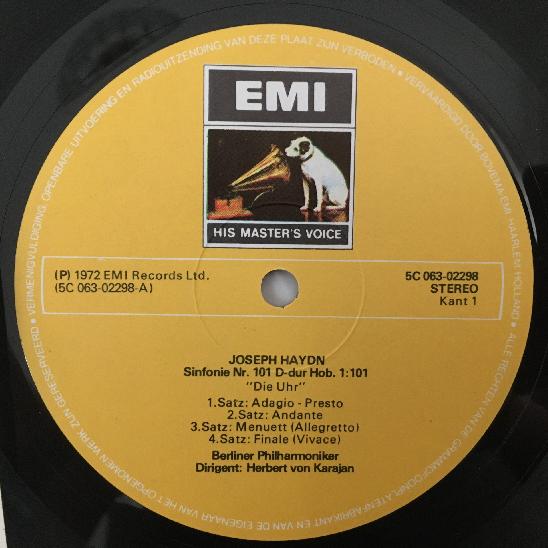 EMI
HIS MASTER'S VOICE
(P) 1972 EMI Records Ltd.
(5C 063-02298-A)
5C 063-02298
STEREO
Kant 1
JOSEPH HAYDN
Sinfonie Nr. 101 D-dur Hob. 1:101
"Die Uhr"
1.Satz: Adagio - Presto
2.Satz: Andante
3.Satz: Menuett (Allegretto)
4.Satz: Finale (Vivace)
Berliner Philharmoniker
Dirigent: Herbert von Karajan
ALLE RECHTEN VAN DE GRAMMOFOONPLATENFABRIKANT EN VAN DE EIGENAAR VAN HET OPGENOMEN WERK ZIJN GERESERVEERD • VERMENIGVULDIGING, OPENBARE UITVOERING EN RADIOUITZENDING VAN DEZE PLAAT ZIJN VERBODEN • VERVAARDIGD DOOR BOVEMA/EMI HAARLEM HOLLAND •